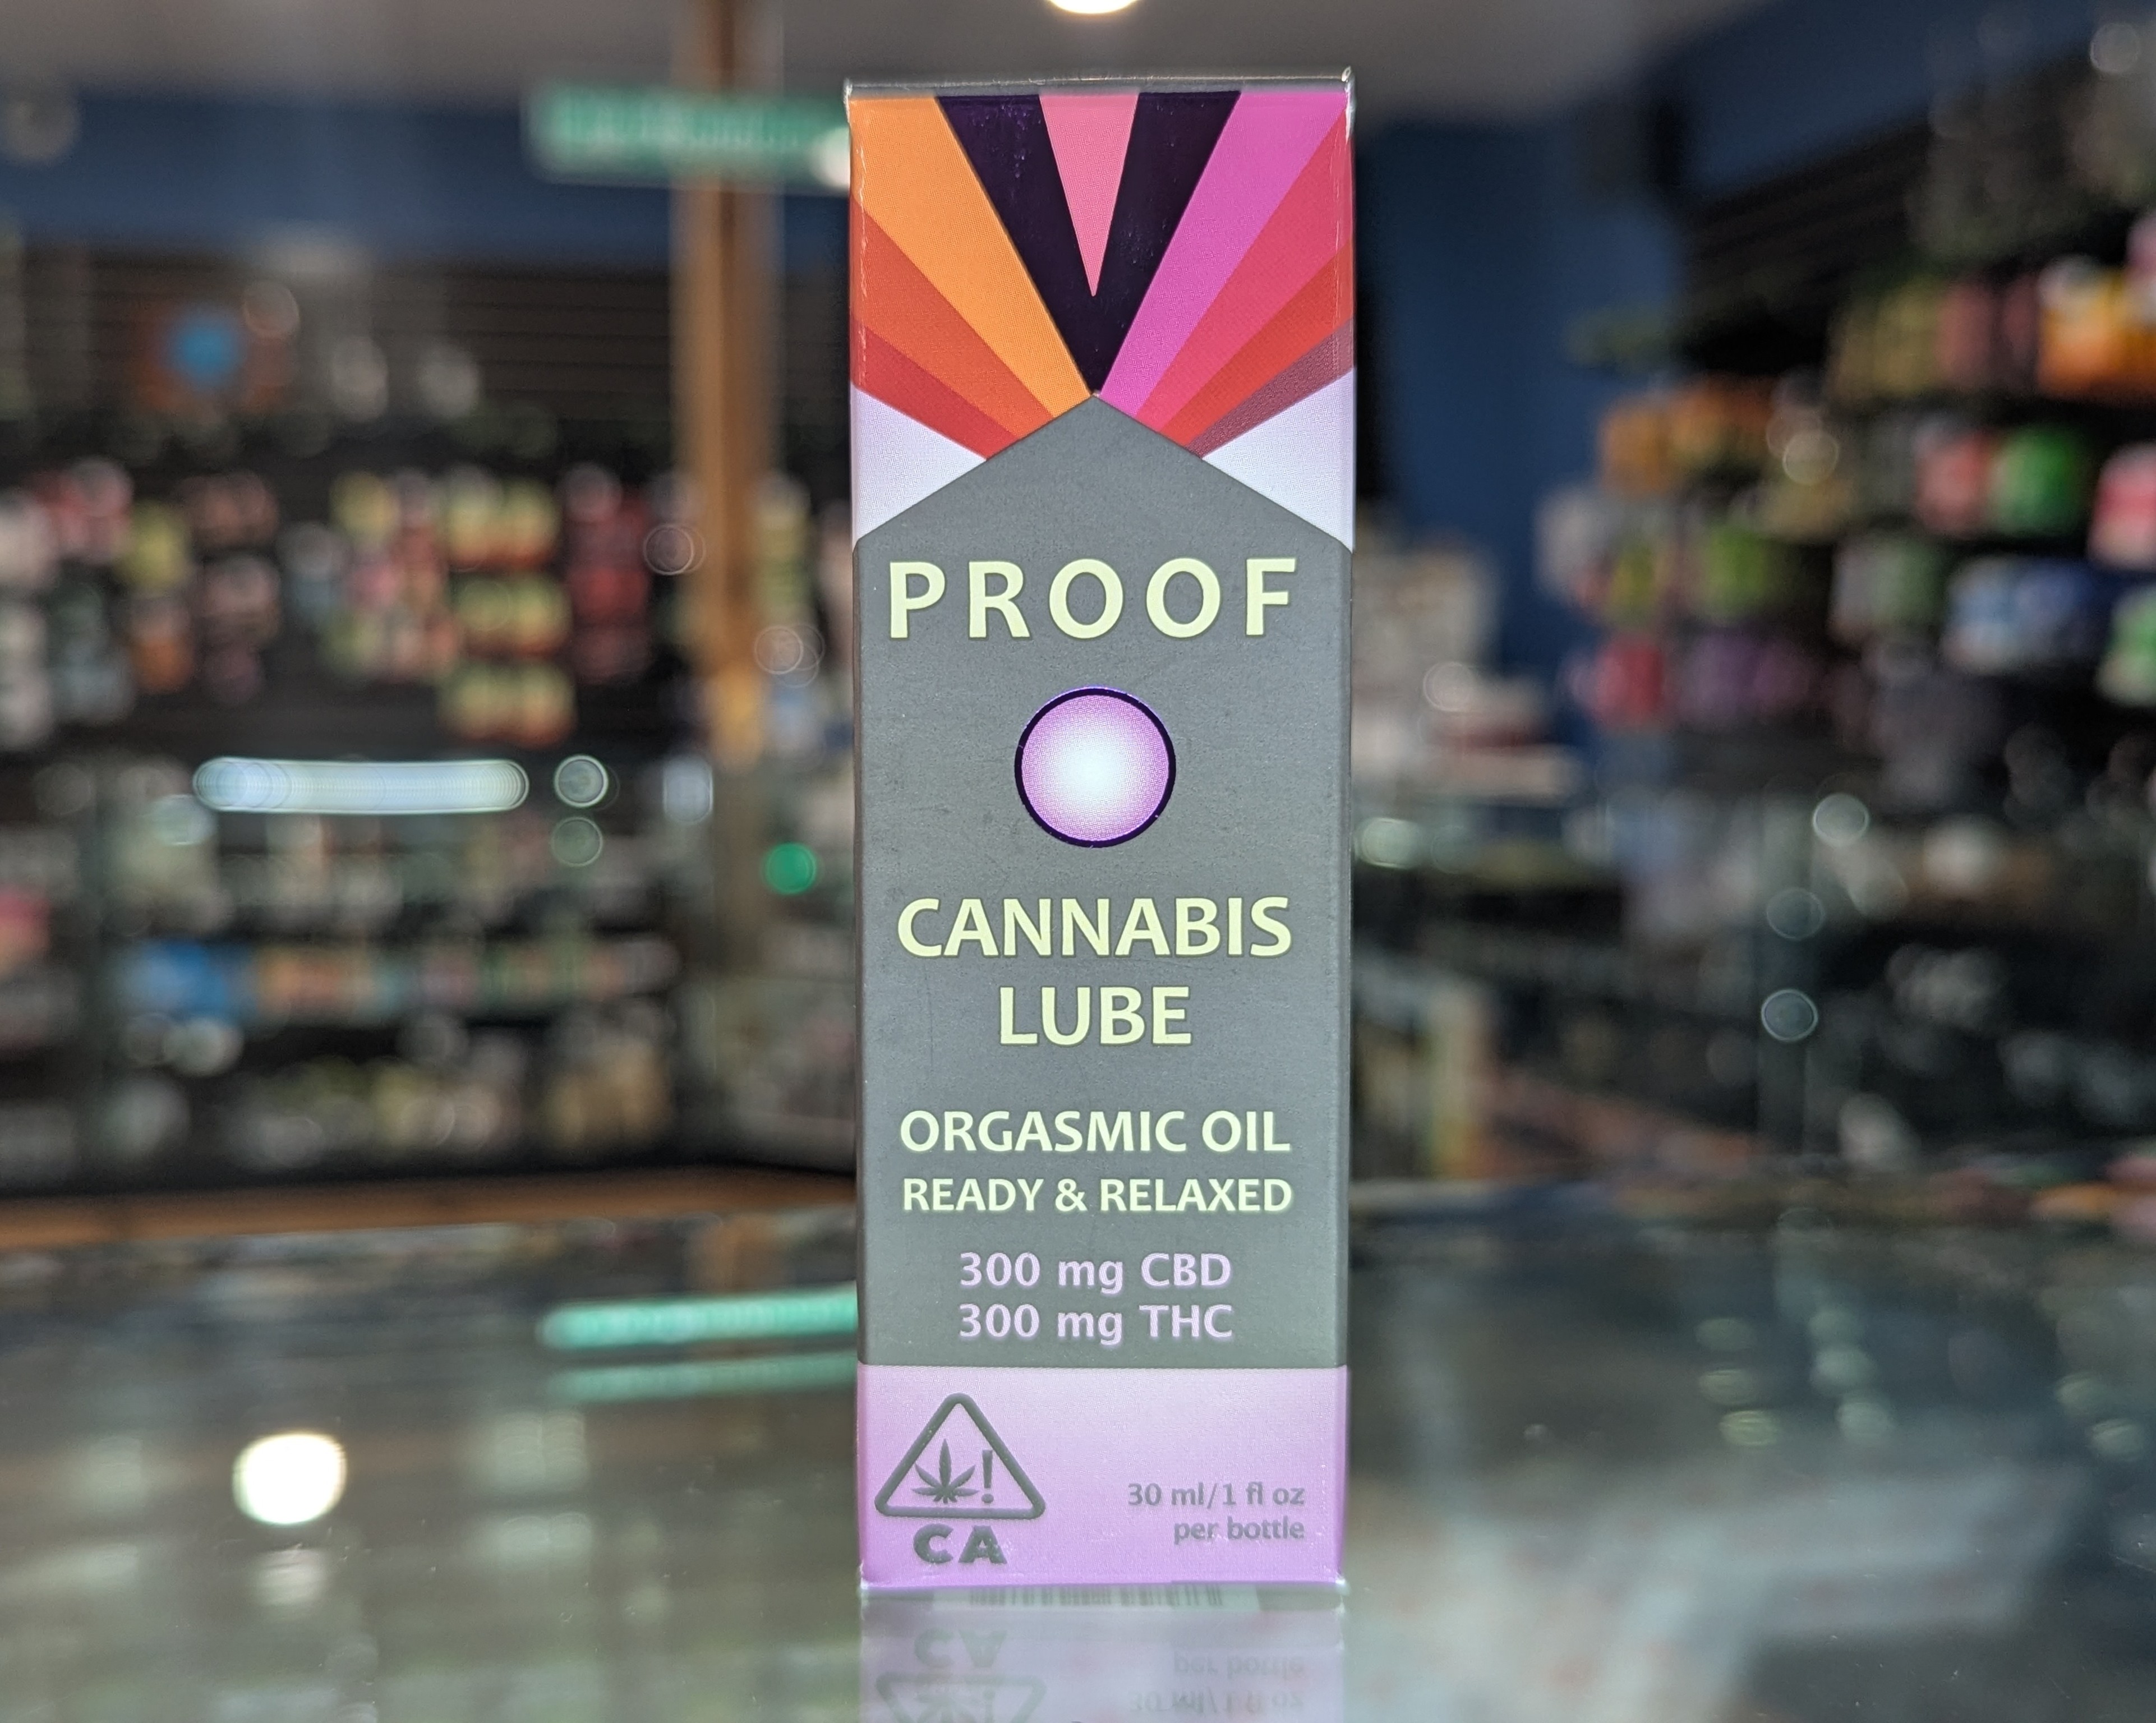 PROOF
CANNABIS
LUBE
ORGASMIC OIL
READY & RELAXED
300 mg CBD
300 mg THC
CA
30 ml/1 fl oz
per bottle